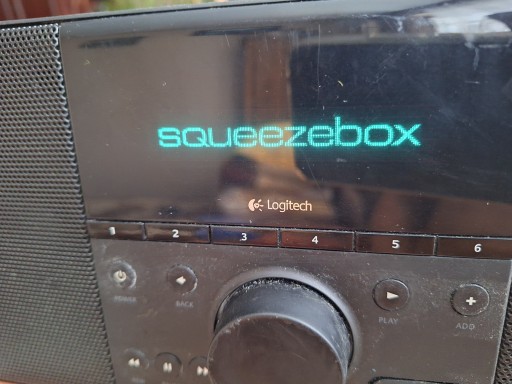 squeezebox
Logitech
1 2 3 4 5 6
POWER BACK PLAY ADD